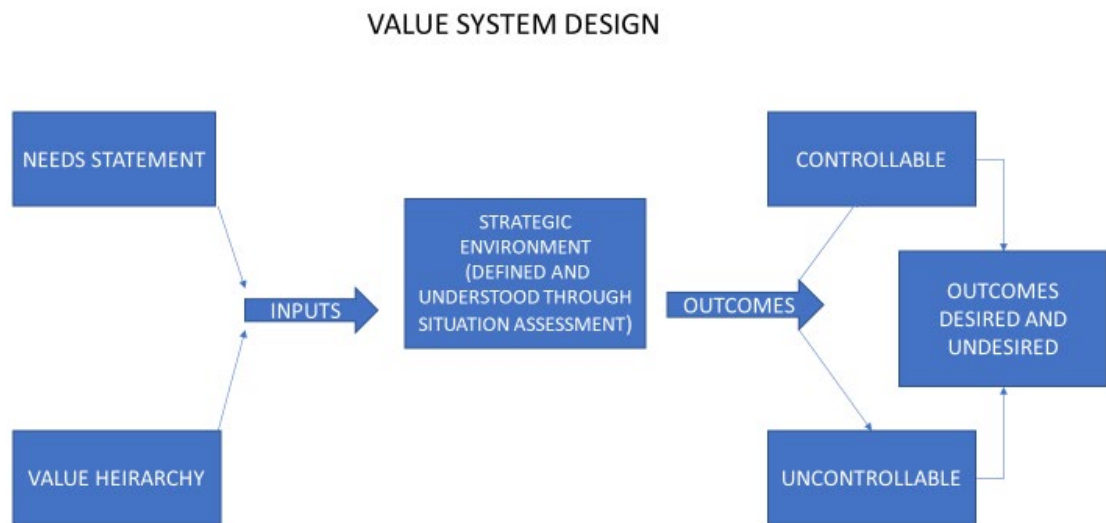 VALUE SYSTEM DESIGN
NEEDS STATEMENT
VALUE HEIRARCHY
INPUTS
STRATEGIC
ENVIRONMENT
(DEFINED AND
UNDERSTOOD THROUGH
SITUATION ASSESSMENT)
OUTCOMES
CONTROLLABLE
UNCONTROLLABLE
OUTCOMES
DESIRED AND
UNDESIRED